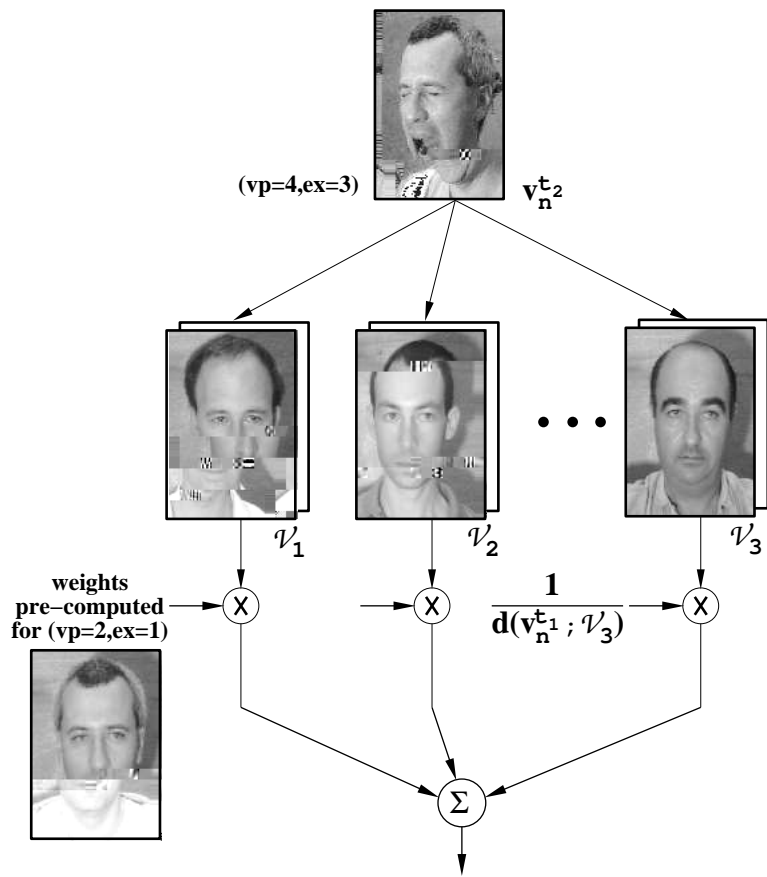 (vp=4,ex=3)
v_n^t_2
𝒱_1
𝒱_2
• • •
𝒱_3
weights
pre−computed
for (vp=2,ex=1)
X
X
1
d(v_n^t_1 ; 𝒱_3)
X
Σ